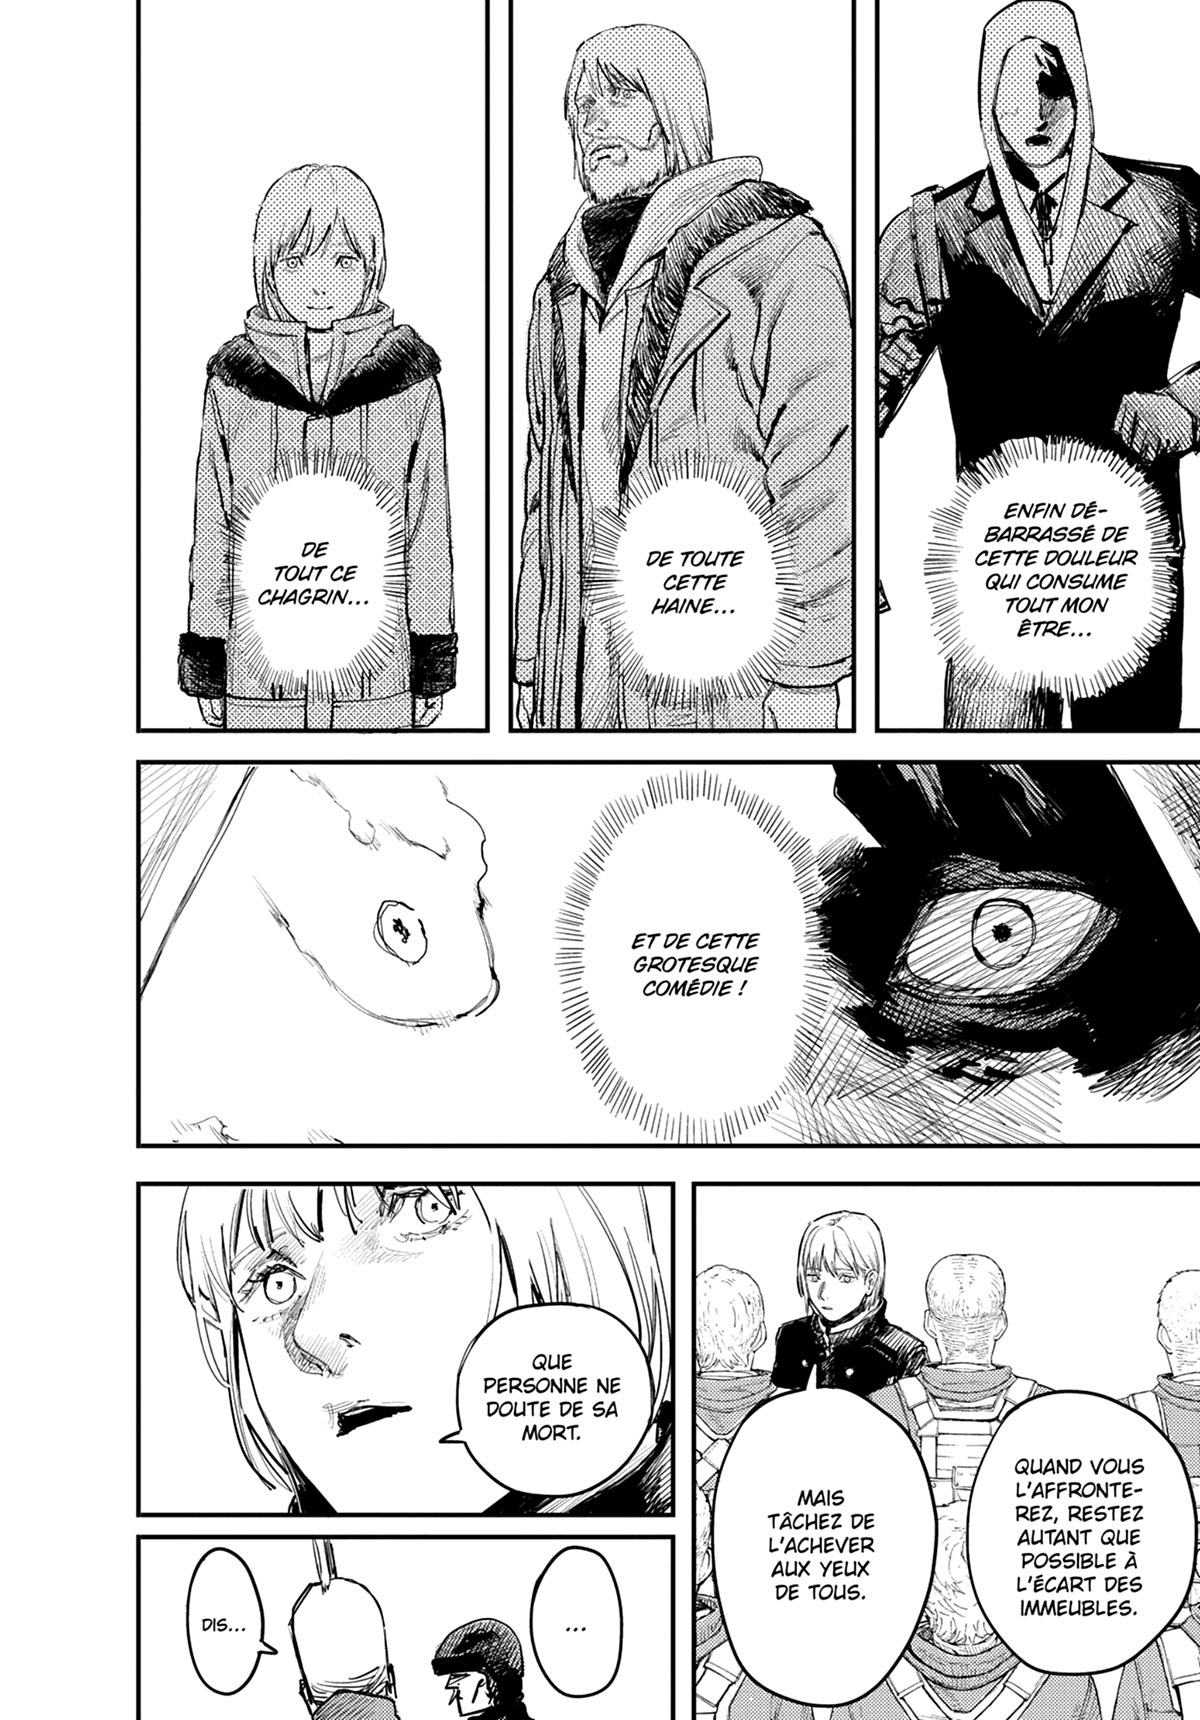 ENFIN DÉ-
BARRASSÉ DE
CETTE DOULEUR
QUI CONSUME
TOUT MON
ÊTRE...
DE TOUTE
CETTE
HAINE...
DE
TOUT CE
CHAGRIN...
ET DE CETTE
GROTESQUE
COMÉDIE !
QUAND VOUS
L'AFFRONTE-
REZ, RESTEZ
AUTANT QUE
POSSIBLE À
L'ÉCART DES
IMMEUBLES.
MAIS
TÂCHEZ DE
L'ACHEVER
AUX YEUX
DE TOUS.
QUE
PERSONNE NE
DOUTE DE SA
MORT.
...
DIS...